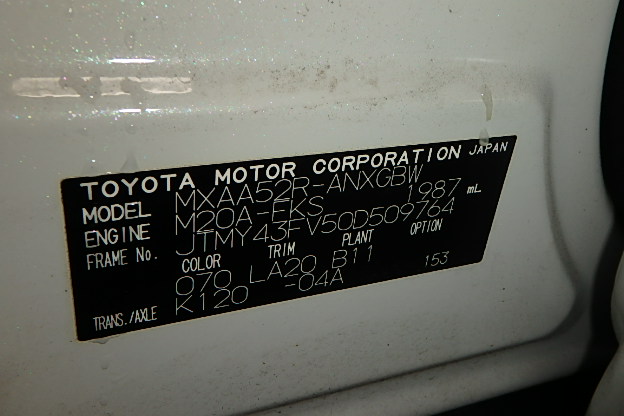 TOYOTA MOTOR CORPORATION JAPAN
MODEL MXAA52R-ANXGBW
ENGINE M20A-FKS 1987 mL
FRAME No. JTMY43FV50D509764
COLOR TRIM PLANT OPTION
070 LA20 B11 153
TRANS./AXLE K120 -04A